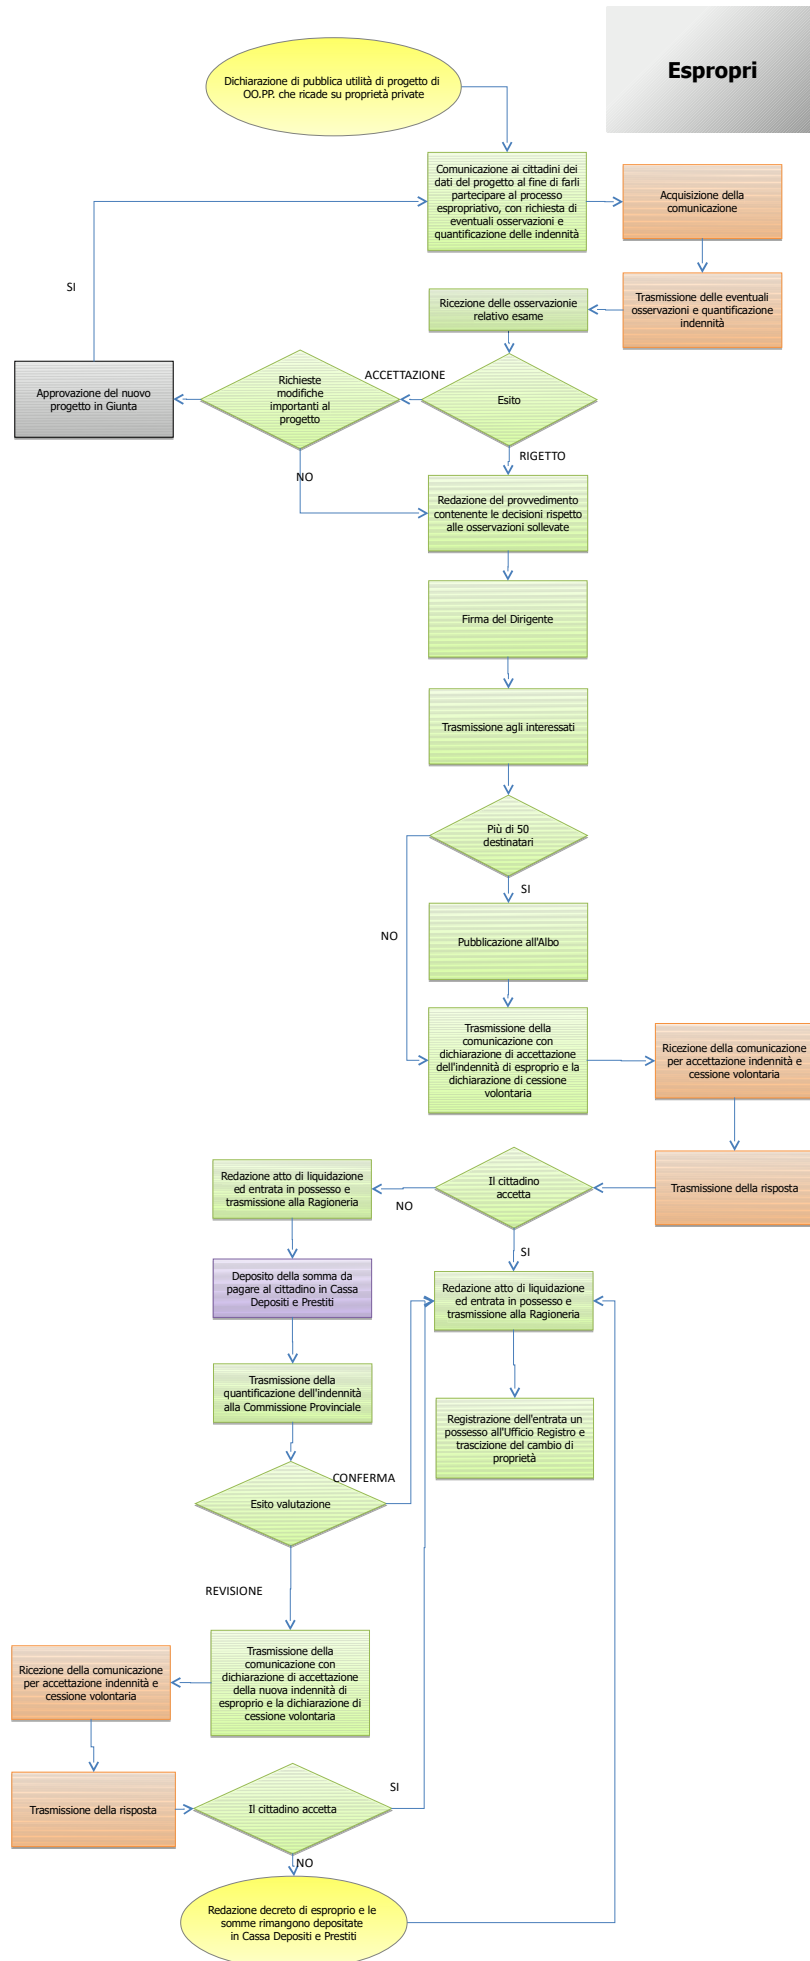 Espropri
Dichiarazione di pubblica utilità di progetto di
OO.PP. che ricade su proprietà private
Comunicazione ai cittadini dei
dati del progetto al fine di farli
partecipare al processo
espropriativo, con richiesta di
eventuali osservazioni e
quantificazione delle indennità
Acquisizione della
comunicazione
SI
Trasmissione delle eventuali
osservazioni e quantificazione
indennità
Ricezione delle osservazionie
relativo esame
ACCETTAZIONE
Richieste
modifiche
importanti al
progetto
Esito
Approvazione del nuovo
progetto in Giunta
RIGETTO
NO
Redazione del provvedimento
contenente le decisioni rispetto
alle osservazioni sollevate
Firma del Dirigente
Trasmissione agli interessati
Più di 50
destinatari
SI
NO
Pubblicazione all'Albo
Trasmissione della
comunicazione con
dichiarazione di accettazione
dell'indennità di esproprio e la
dichiarazione di cessione
volontaria
Ricezione della comunicazione
per accettazione indennità e
cessione volontaria
Redazione atto di liquidazione
ed entrata in possesso e
trasmissione alla Ragioneria
NO
Il cittadino
accetta
Trasmissione della risposta
SI
Deposito della somma da
pagare al cittadino in Cassa
Depositi e Prestiti
Redazione atto di liquidazione
ed entrata in possesso e
trasmissione alla Ragioneria
Trasmissione della
quantificazione dell'indennità
alla Commissione Provinciale
Registrazione dell'entrata un
possesso all'Ufficio Registro e
trascizione del cambio di
proprietà
CONFERMA
Esito valutazione
REVISIONE
Trasmissione della
comunicazione con
dichiarazione di accettazione
della nuova indennità di
esproprio e la dichiarazione di
cessione volontaria
Ricezione della comunicazione
per accettazione indennità e
cessione volontaria
SI
Trasmissione della risposta
Il cittadino accetta
NO
Redazione decreto di esproprio e le
somme rimangono depositate
in Cassa Depositi e Prestiti